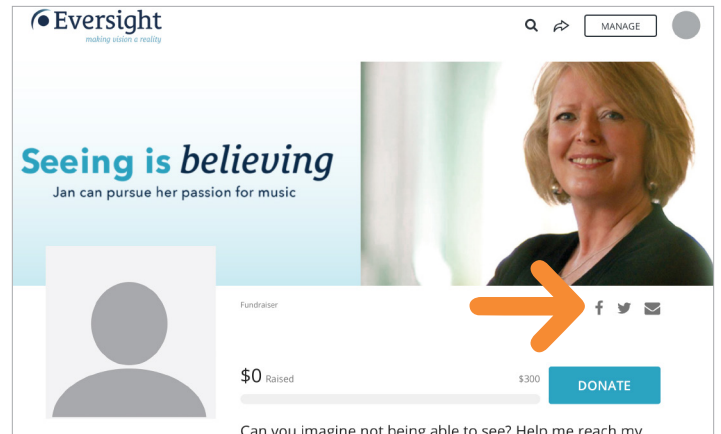 Eversight
making vision a reality
MANAGE
Seeing is believing
Jan can pursue her passion for music
Fundraiser
$0 Raised
$300
DONATE
Can you imagine not being able to see? Help me reach my